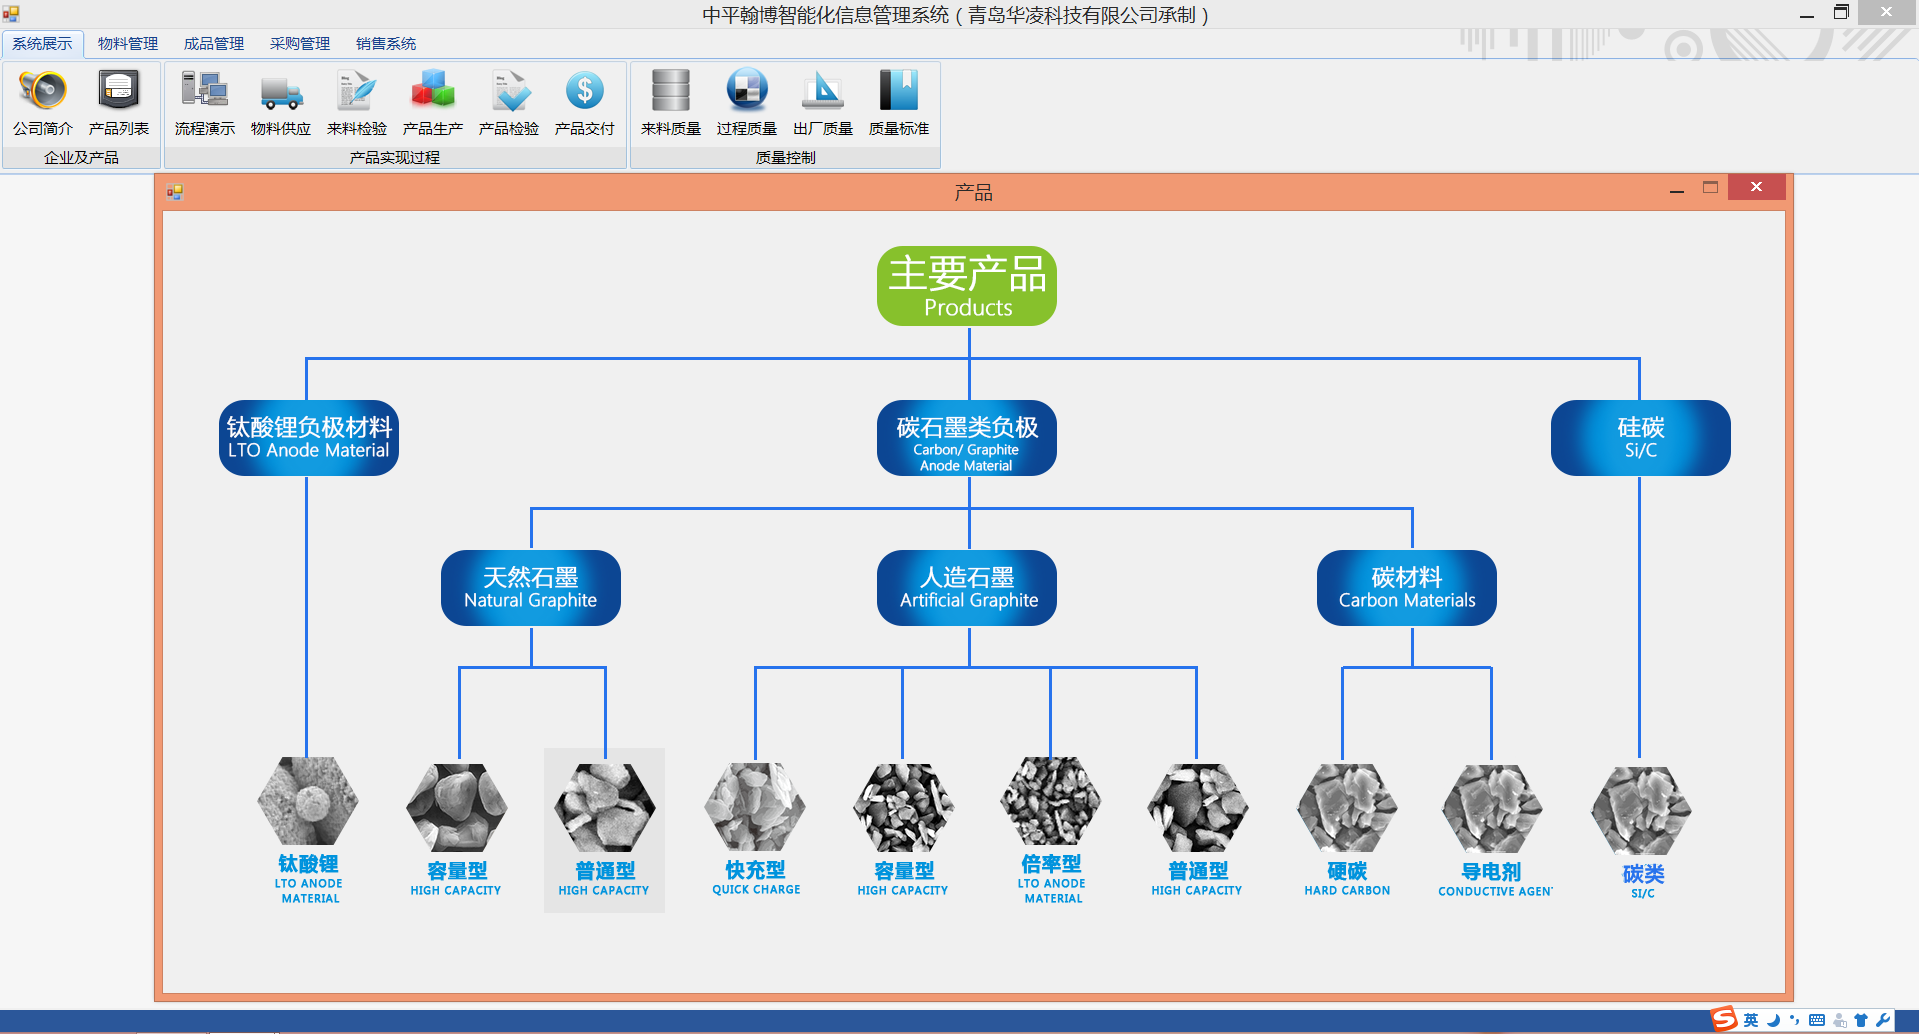 中平翰博智能化信息管理系统（青岛华凌科技有限公司承制）
系统展示 物料管理 成品管理 采购管理 销售系统
公司简介 产品列表 流程演示 物料供应 来料检验 产品生产 产品检验 产品交付 来料质量 过程质量 出厂质量 质量标准
企业及产品 产品实现过程 质量控制
产品
主要产品
Products
钛酸锂负极材料
LTO Anode Material
碳石墨类负极
Carbon/ Graphite
Anode Material
硅碳
Si/C
天然石墨
Natural Graphite
人造石墨
Artificial Graphite
碳材料
Carbon Materials
钛酸锂
LTO ANODE
MATERIAL
容量型
HIGH CAPACITY
普通型
HIGH CAPACITY
快充型
QUICK CHARGE
容量型
HIGH CAPACITY
倍率型
LTO ANODE
MATERIAL
普通型
HIGH CAPACITY
硬碳
HARD CARBON
导电剂
CONDUCTIVE AGEN
碳类
SI/C
英